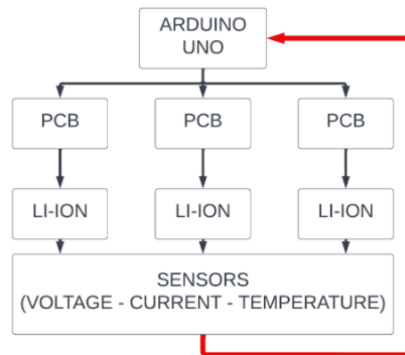 ARDUINO
UNO
PCB
PCB
PCB
LI-ION
LI-ION
LI-ION
SENSORS
(VOLTAGE - CURRENT - TEMPERATURE)